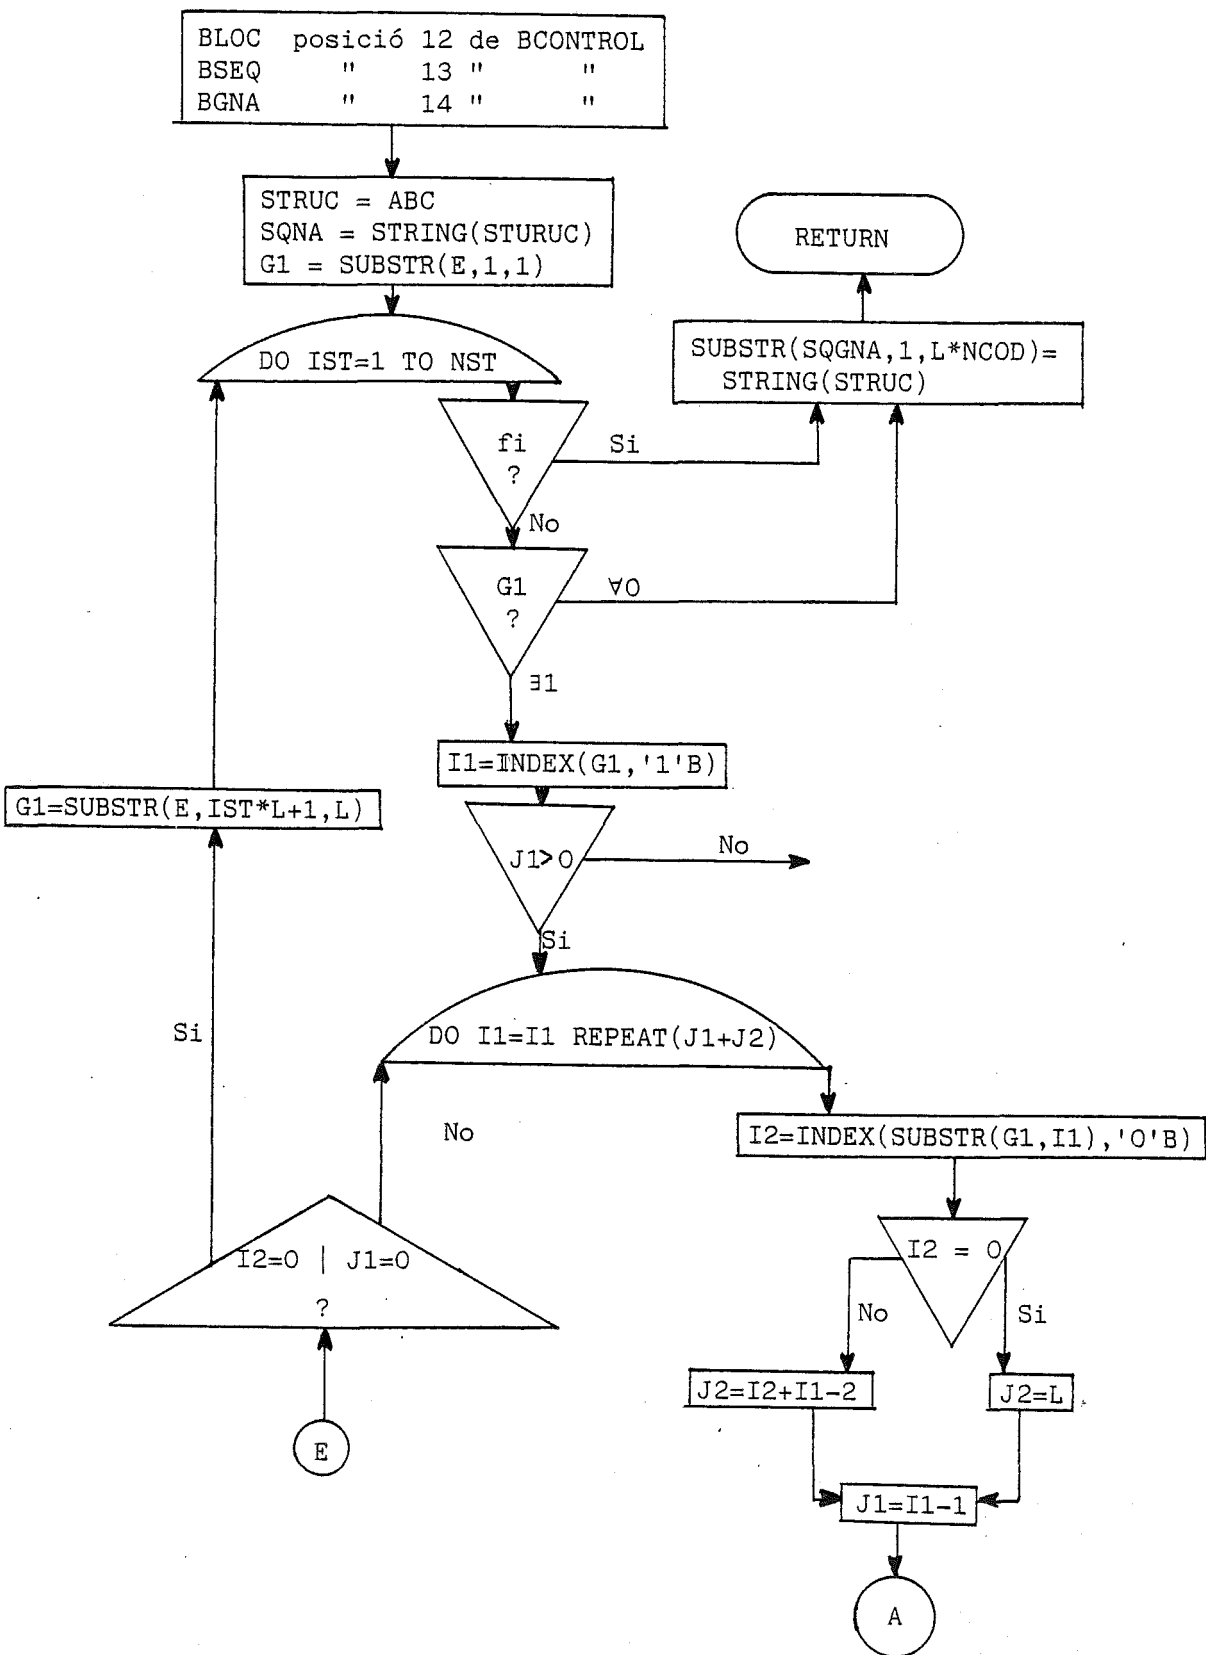 BLOC posició 12 de BCONTROL
BSEQ " 13 " "
BGNA " 14 " "
STRUC = ABC
SQNA = STRING(STURUC)
G1 = SUBSTR(E,1,1)
RETURN
DO IST=1 TO NST
SUBSTR(SQGNA,1,L*NCOD)=
STRING(STRUC)
fi
?
Si
No
G1
?
∀0
∃1
I1=INDEX(G1,'1'B)
G1=SUBSTR(E,IST*L+1,L)
J1>0
No
Si
DO I1=I1 REPEAT(J1+J2)
Si
No
I2=INDEX(SUBSTR(G1,I1),'0'B)
I2=0 | J1=0
?
I2 = 0
No
Si
J2=I2+I1-2
J2=L
E
J1=I1-1
A